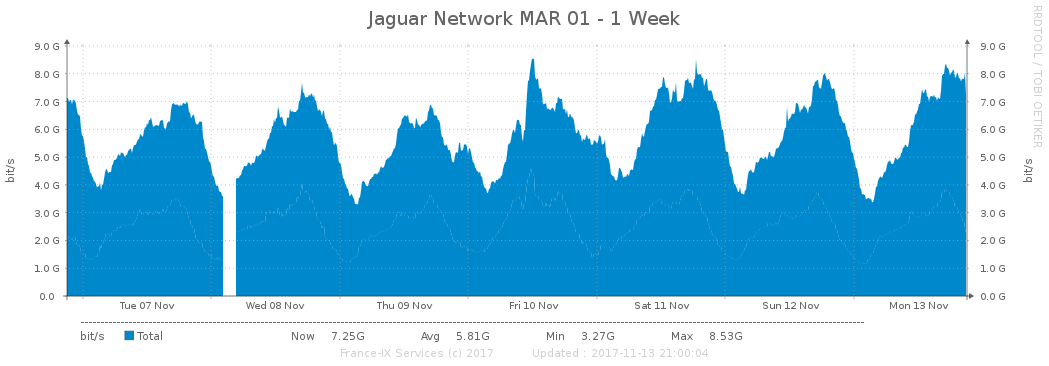 Jaguar Network MAR 01 - 1 Week
RRDTOOL / TOBI OETIKER
9.0 G 9.0 G
8.0 G 8.0 G
7.0 G 7.0 G
6.0 G 6.0 G
5.0 G 5.0 G
4.0 G 4.0 G
3.0 G 3.0 G
2.0 G 2.0 G
1.0 G 1.0 G
0.0 0.0 G
bit/s
bit/s
Tue 07 Nov Wed 08 Nov Thu 09 Nov Fri 10 Nov Sat 11 Nov Sun 12 Nov Mon 13 Nov
bit/s Total Now 7.25G Avg 5.81G Min 3.27G Max 8.53G
France-IX Services (c) 2017 Updated : 2017-11-13 21:00:04